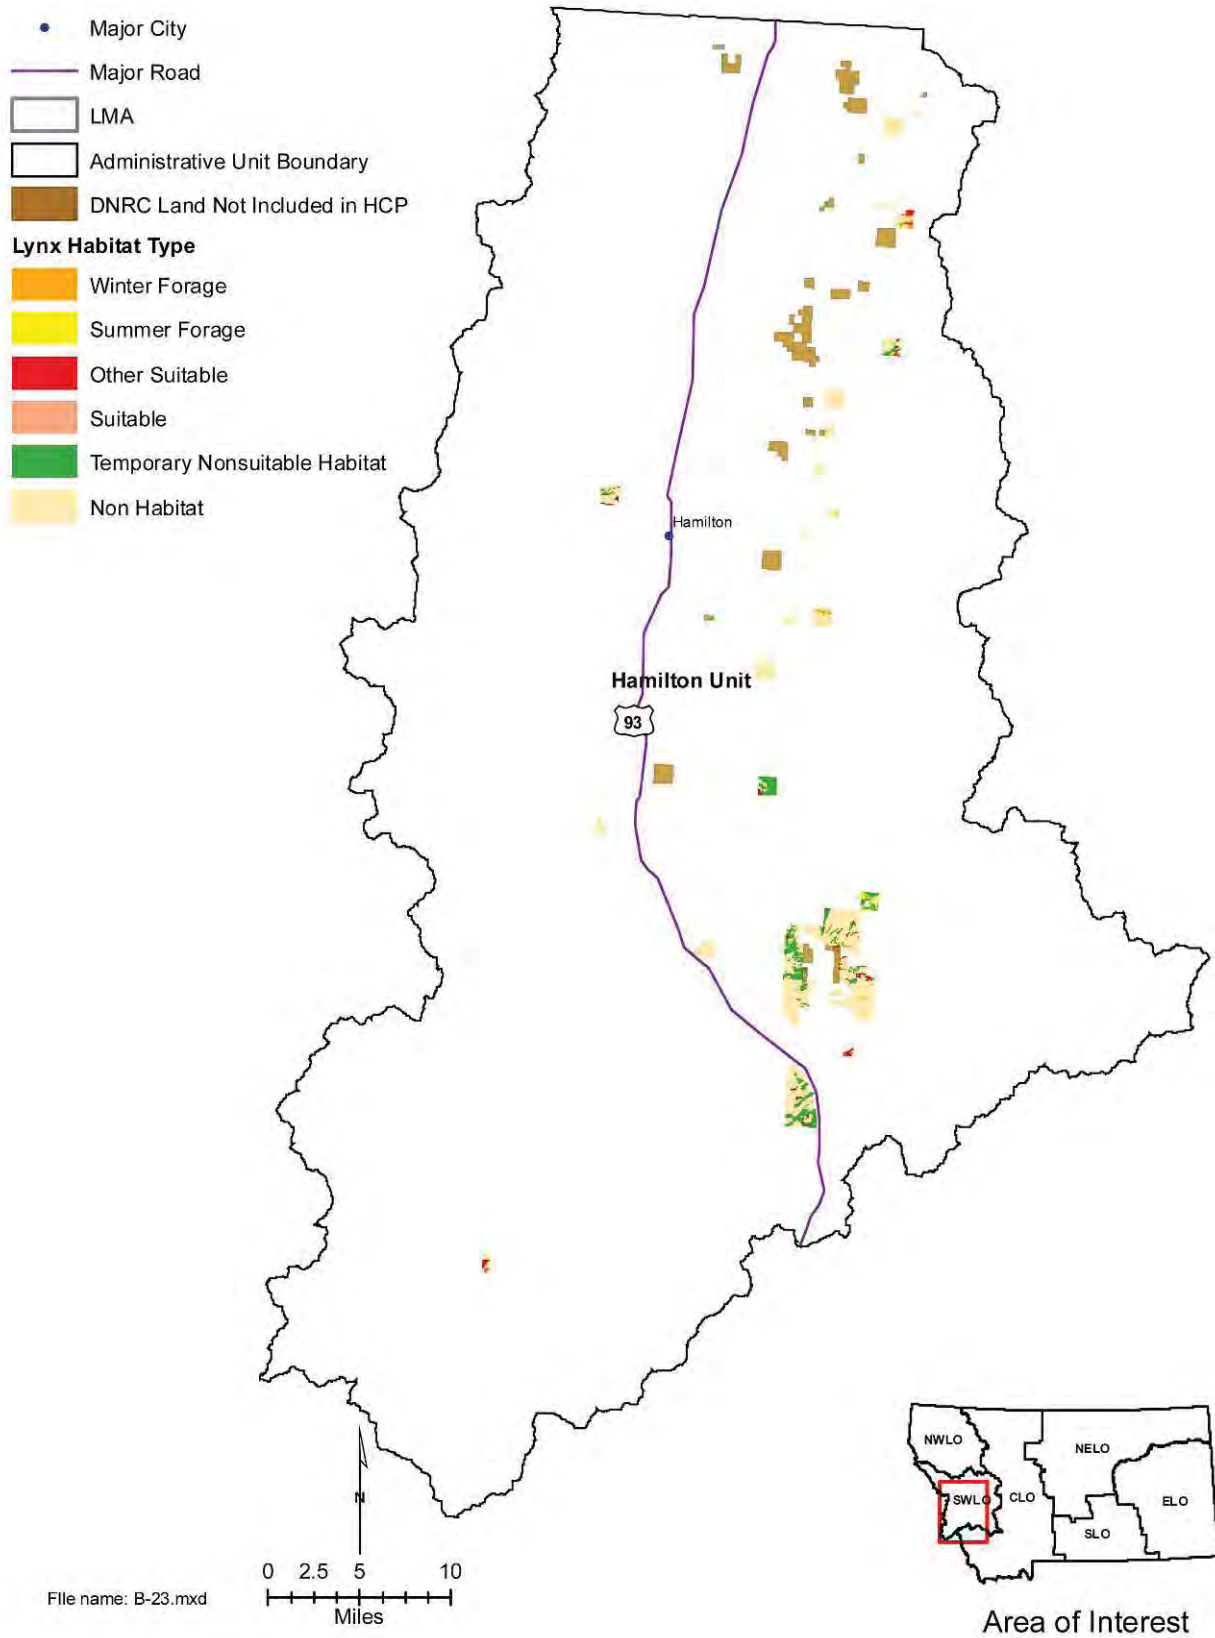 Major City
Major Road
LMA
Administrative Unit Boundary
DNRC Land Not Included in HCP
Lynx Habitat Type
Winter Forage
Summer Forage
Other Suitable
Suitable
Temporary Nonsuitable Habitat
Non Habitat
Hamilton
Hamilton Unit
93
N
0 2.5 5 10
Miles
FIle name: B-23.mxd
NWLO
NELO
SWLO
CLO
ELO
SLO
Area of Interest